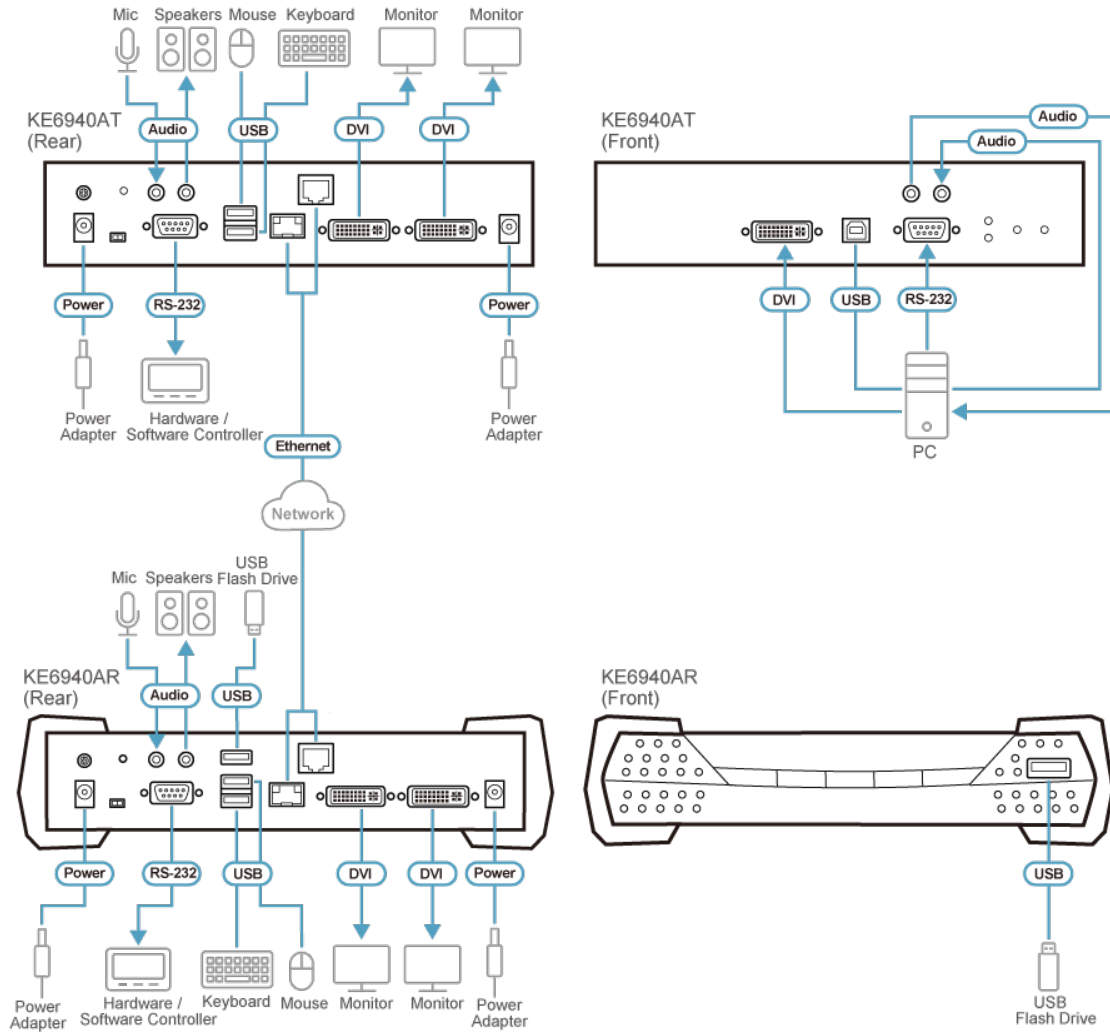 Mic Speakers Mouse Keyboard Monitor Monitor
KE6940AT
(Rear)
Audio USB DVI DVI
Power RS-232 Power
Power
Adapter
Hardware /
Software Controller
Power
Adapter
Ethernet
Network
KE6940AT
(Front)
Audio
Audio
DVI USB RS-232
PC
USB
Flash Drive
Mic Speakers
KE6940AR
(Rear)
Audio USB
Power RS-232 USB DVI DVI Power
Power
Adapter
Hardware /
Software Controller
Keyboard Mouse Monitor Monitor
Power
Adapter
KE6940AR
(Front)
USB
USB
Flash Drive